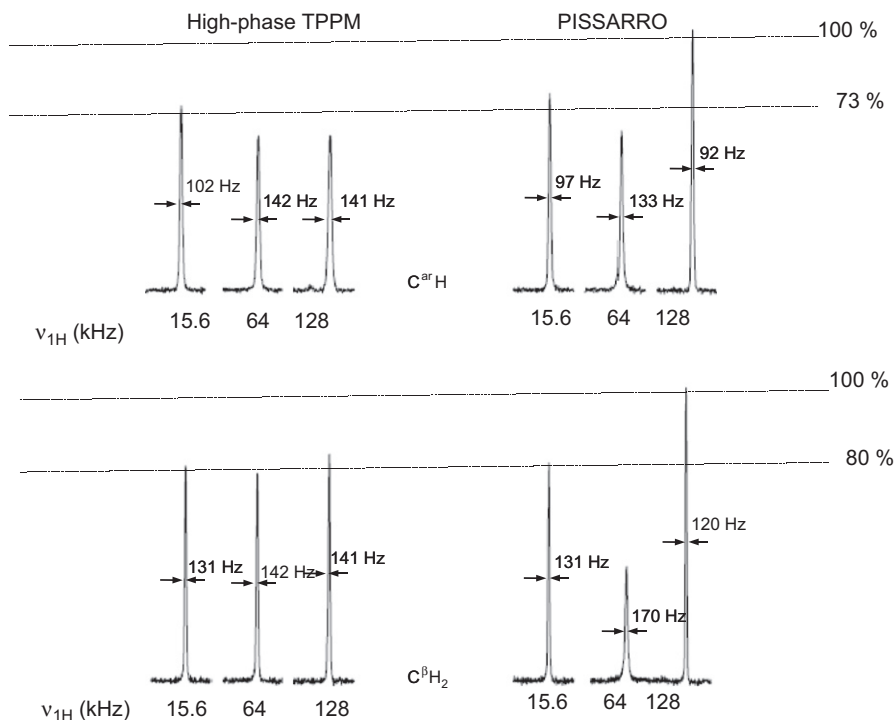 High-phase TPPM PISSARRO
100 %
73 %
92 Hz
102 Hz 97 Hz
142 Hz 141 Hz 133 Hz
CᵃʳH
ν1H (kHz) 15.6 64 128 15.6 64 128
100 %
80 %
120 Hz
131 Hz 142 Hz 141 Hz 131 Hz
170 Hz
CᵝH₂
ν1H (kHz) 15.6 64 128 15.6 64 128